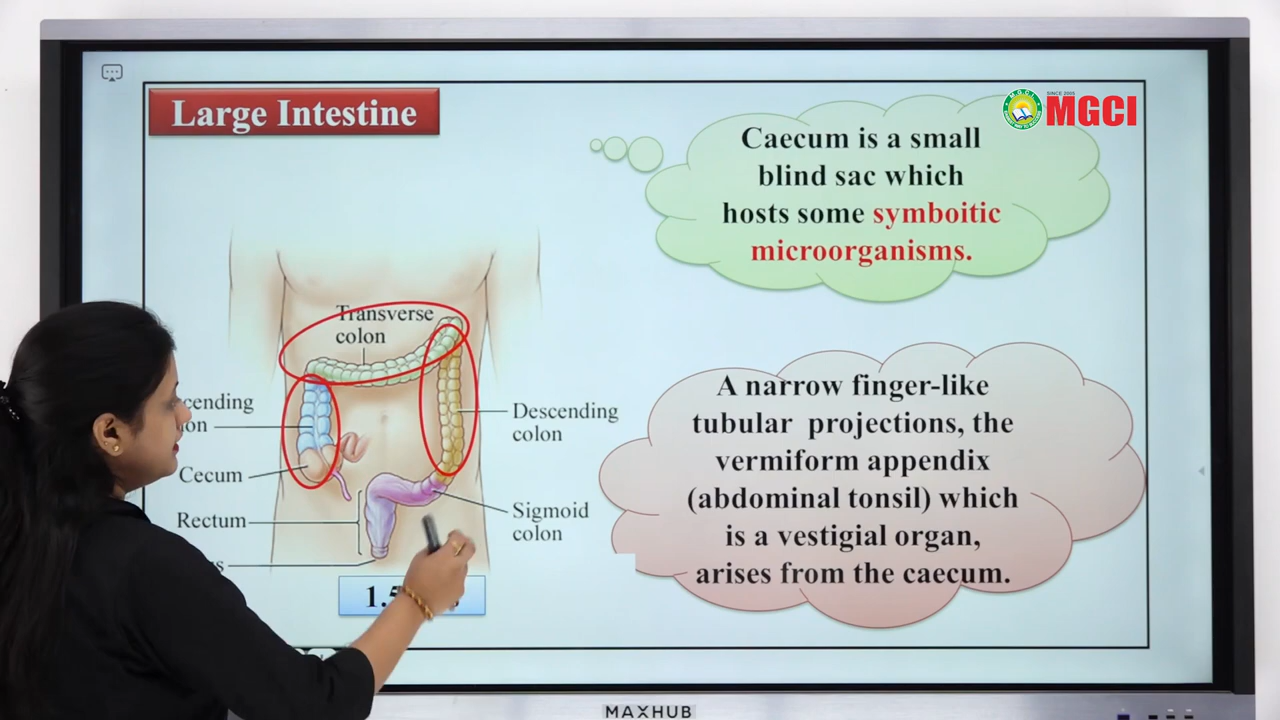 Large Intestine
SINCE 2005
MGCI
Caecum is a small
blind sac which
hosts some symboitic
microorganisms.
Transverse
colon
Descending
colon
Cecum
Rectum
Sigmoid
colon
A narrow finger-like
tubular projections, the
vermiform appendix
(abdominal tonsil) which
is a vestigial organ,
arises from the caecum.
MAXHUB